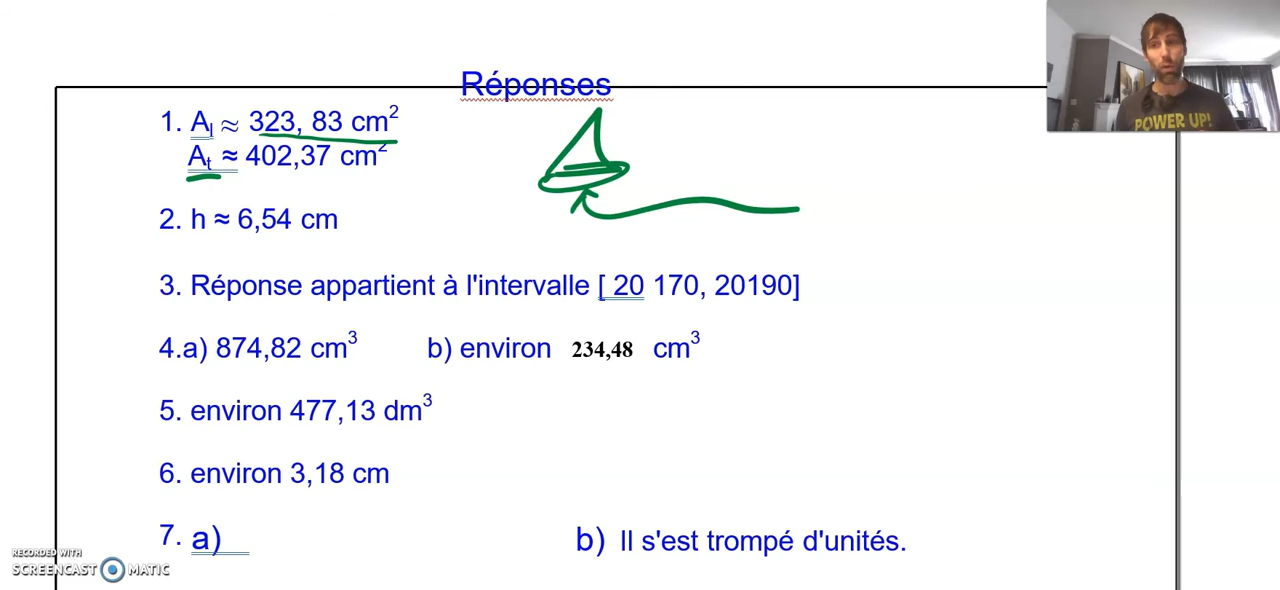 Réponses
POWER UP!
1. Al ≈ 323, 83 cm²
At ≈ 402,37 cm²
2. h ≈ 6,54 cm
3. Réponse appartient à l'intervalle [ 20 170, 20190]
4.a) 874,82 cm³ b) environ 234,48 cm³
5. environ 477,13 dm³
6. environ 3,18 cm
7. a) b) Il s'est trompé d'unités.
RECORDED WITH
SCREENCAST MATIC